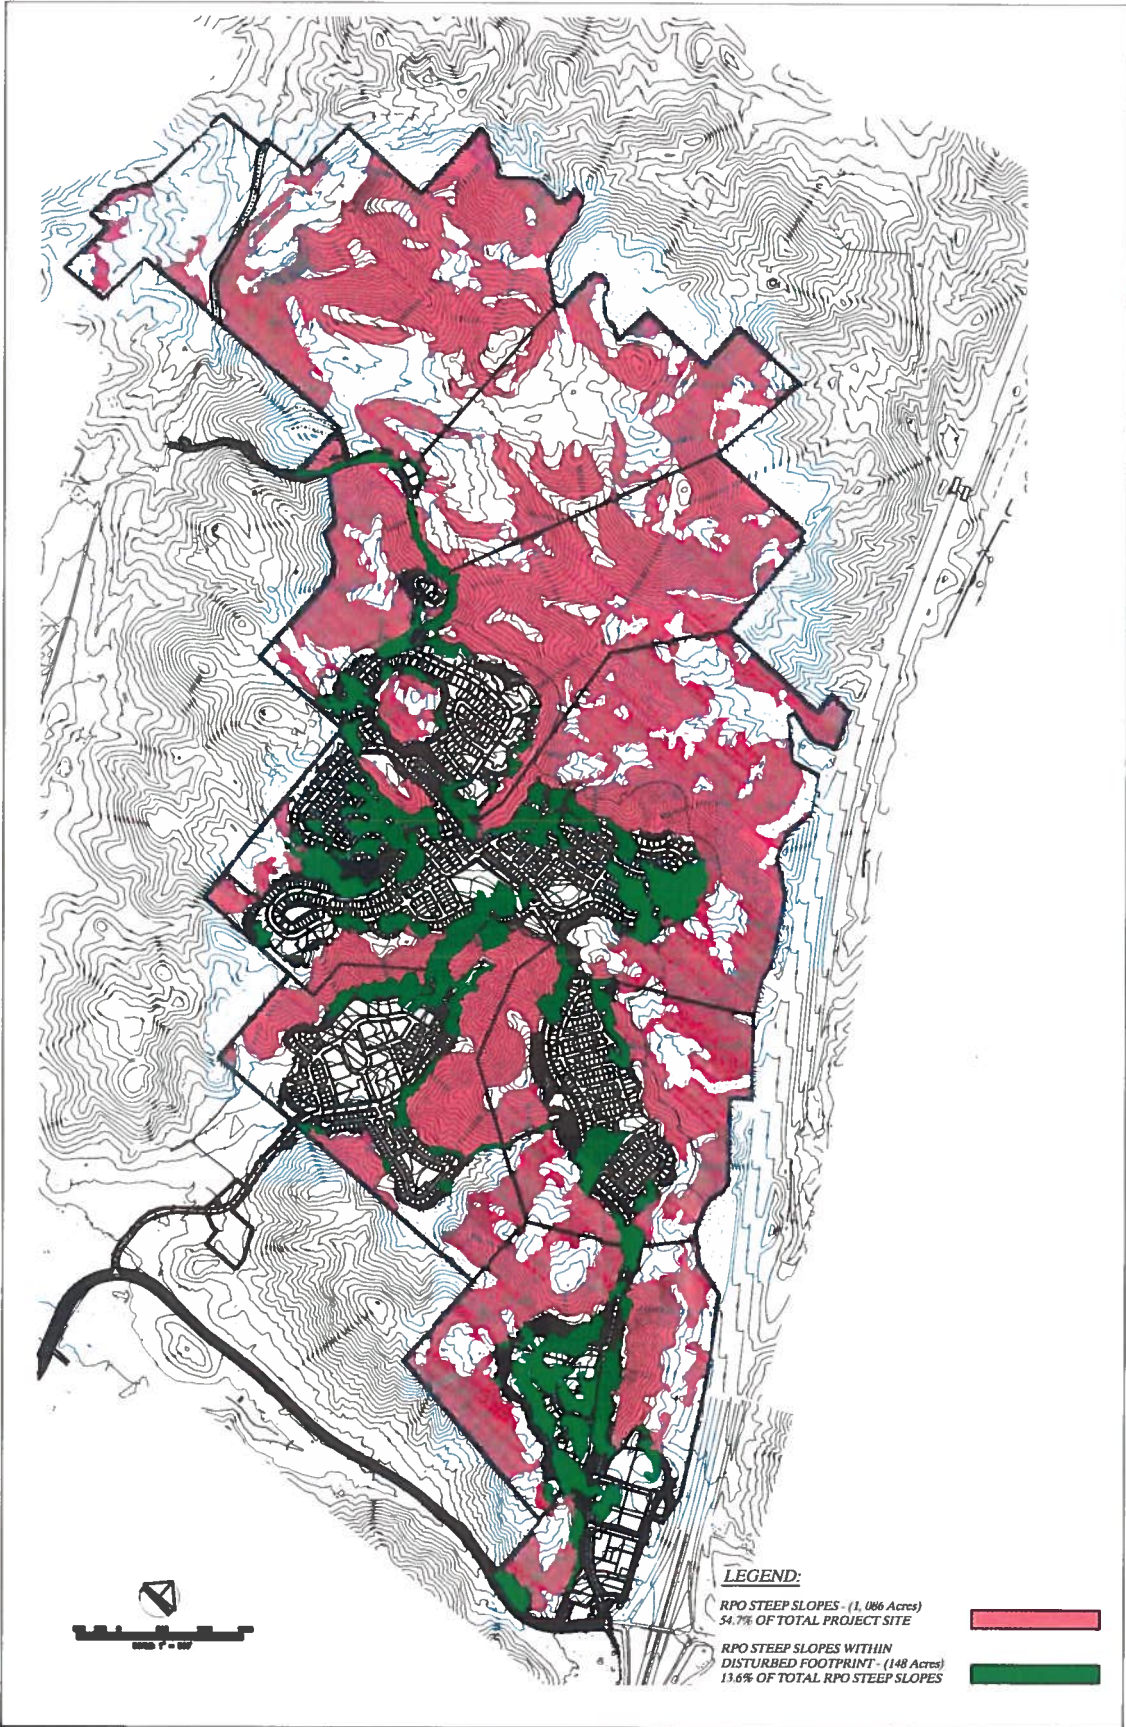 LEGEND:
RPO STEEP SLOPES - (1,086 Acres)
54.7% OF TOTAL PROJECT SITE
RPO STEEP SLOPES WITHIN
DISTURBED FOOTPRINT - (148 Acres)
13.6% OF TOTAL RPO STEEP SLOPES